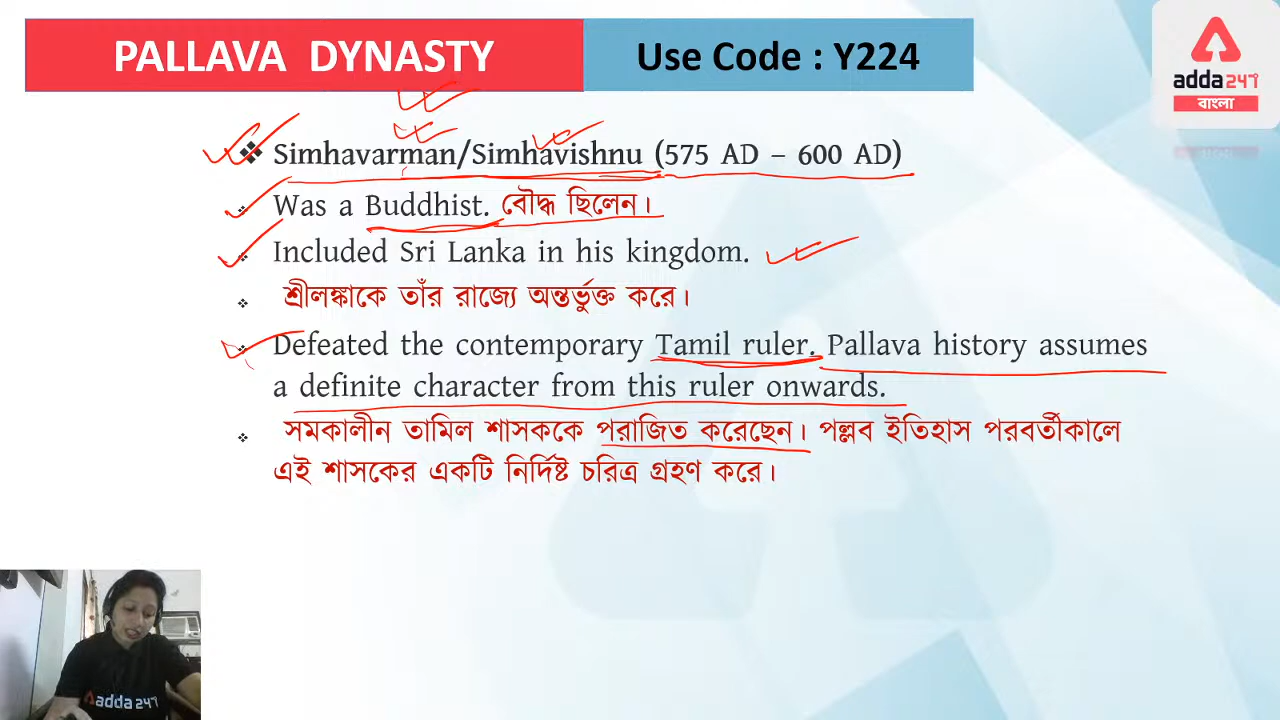 PALLAVA DYNASTY
Use Code : Y224
adda247
বাংলা
Simhavarman/Simhavishnu (575 AD – 600 AD)
Was a Buddhist. বৌদ্ধ ছিলেন।
Included Sri Lanka in his kingdom.
শ্রীলঙ্কাকে তাঁর রাজ্যে অন্তর্ভুক্ত করে।
Defeated the contemporary Tamil ruler. Pallava history assumes
a definite character from this ruler onwards.
সমকালীন তামিল শাসককে পরাজিত করেছেন। পল্লব ইতিহাস পরবর্তীকালে
এই শাসকের একটি নির্দিষ্ট চরিত্র গ্রহণ করে।
adda247